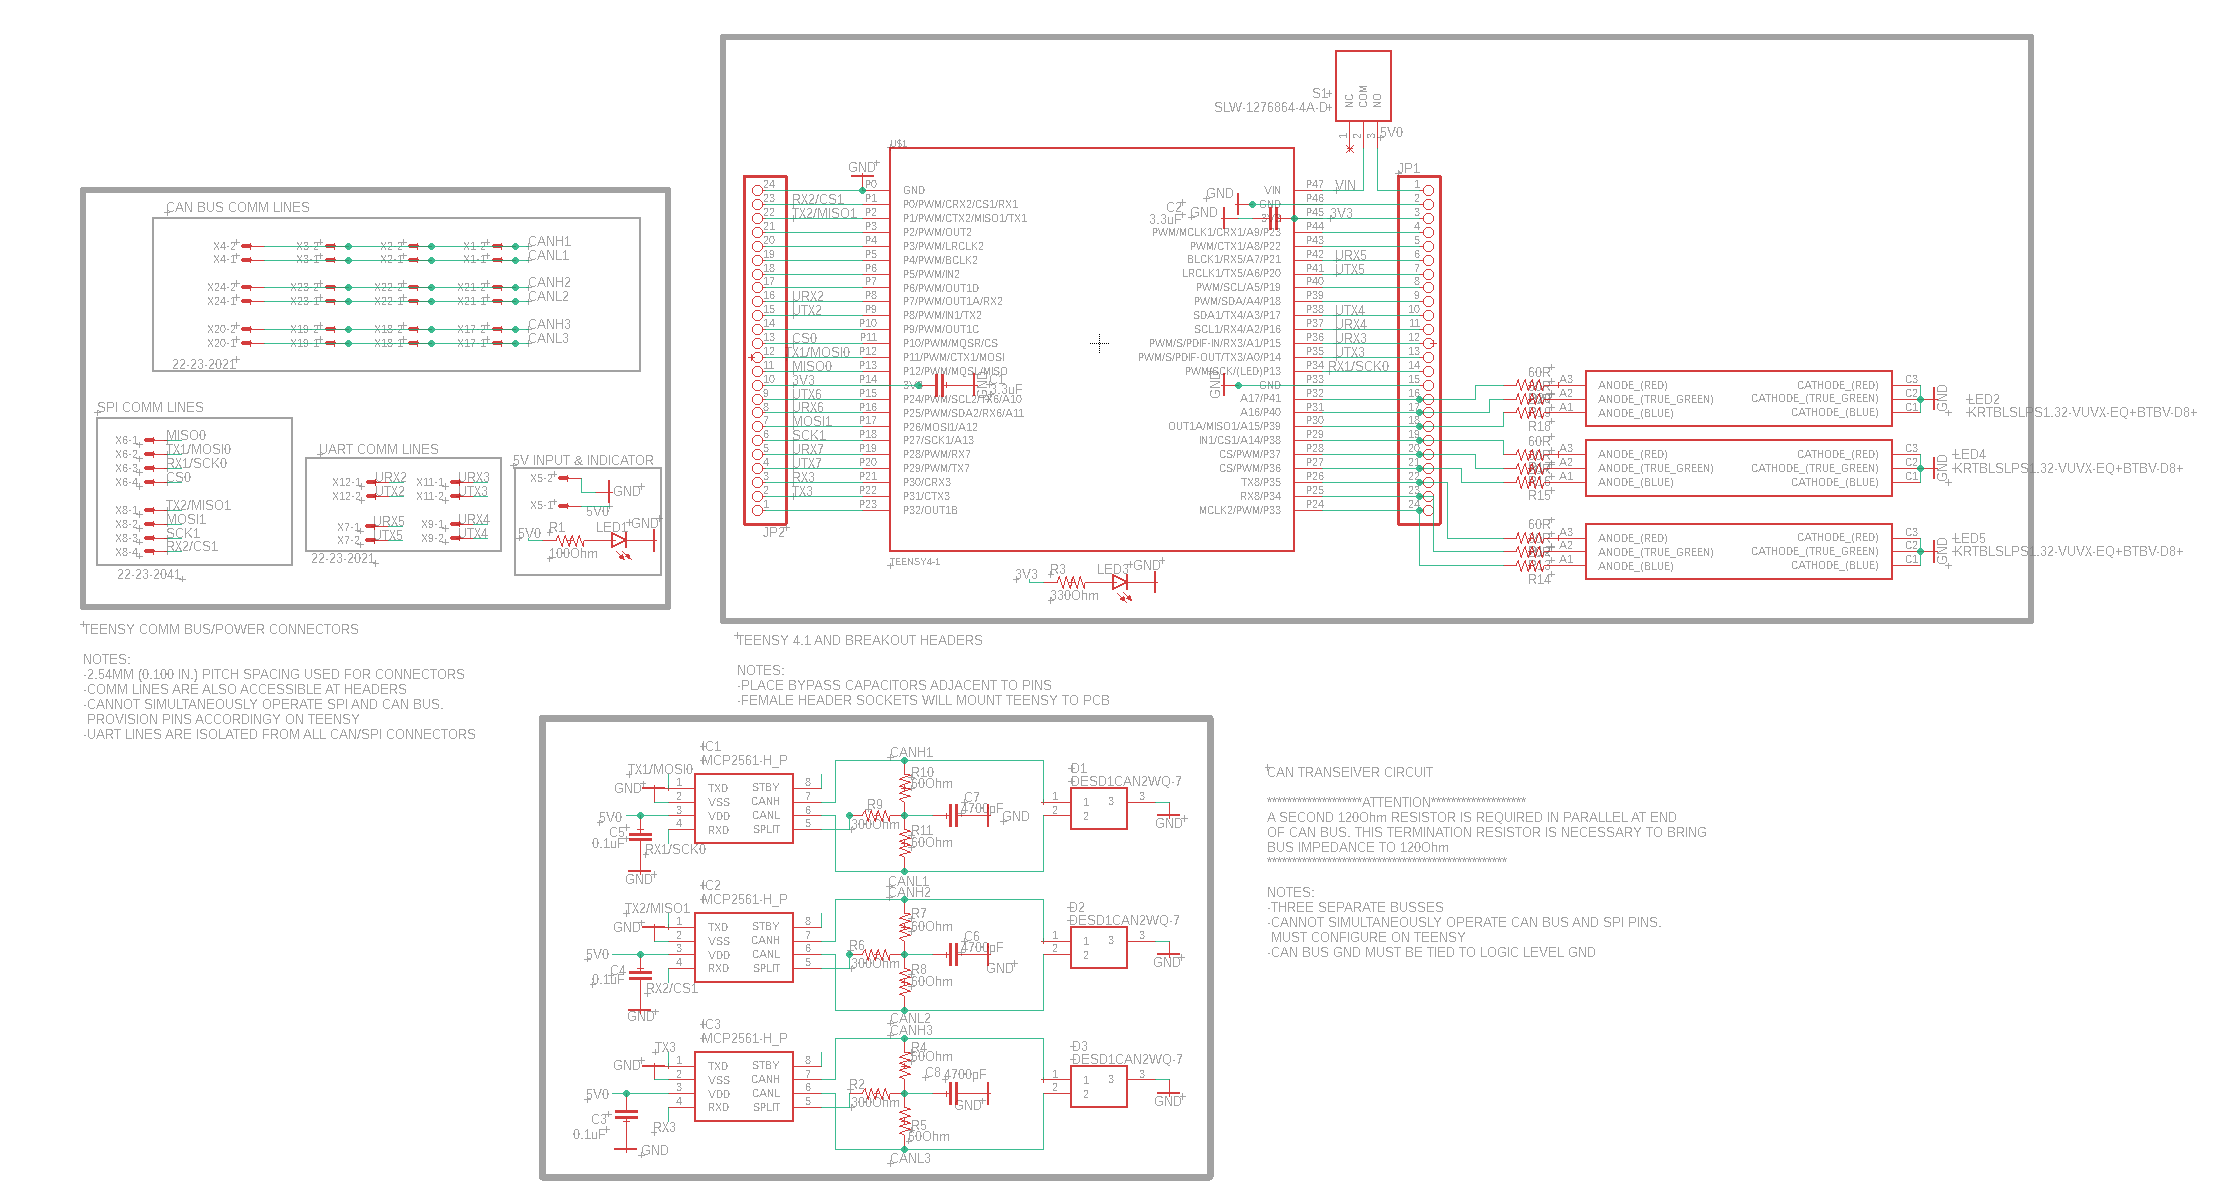 CAN BUS COMM LINES
X4-2 X3-2 X2-2 X1-2 CANH1
X4-1 X3-1 X2-1 X1-1 CANL1
X24-2 X23-2 X22-2 X21-2 CANH2
X24-1 X23-1 X22-1 X21-1 CANL2
X20-2 X19-2 X18-2 X17-2 CANH3
X20-1 X19-1 X18-1 X17-1 CANL3
22-23-2021
SPI COMM LINES
X6-1 MISO0
X6-2 TX1/MOSI0
X6-3 RX1/SCK0
X6-4 CS0
X8-1 TX2/MISO1
X8-2 MOSI1
X8-3 SCK1
X8-4 RX2/CS1
22-23-2041
UART COMM LINES
X12-1 URX2 X11-1 URX3
X12-2 UTX2 X11-2 UTX3
X7-1 URX5 X9-1 URX4
X7-2 UTX5 X9-2 UTX4
22-23-2021
5V INPUT & INDICATOR
X5-2 GND
X5-1 5V0
5V0 R1 LED1 GND
100Ohm
TEENSY COMM BUS/POWER CONNECTORS
NOTES:
-2.54MM (0.100 IN.) PITCH SPACING USED FOR CONNECTORS
-COMM LINES ARE ALSO ACCESSIBLE AT HEADERS
-CANNOT SIMULTANEOUSLY OPERATE SPI AND CAN BUS.
PROVISION PINS ACCORDINGY ON TEENSY
-UART LINES ARE ISOLATED FROM ALL CAN/SPI CONNECTORS
S1
SLW-1276864-4A-D
NC COM NO
1 2 3 5V0
U$1
GND
JP1
24 P0 GND VIN P47 VIN 1
23 RX2/CS1 P1 P0/PWM/CRX2/CS1/RX1 GND GND P46 2
22 TX2/MISO1 P2 P1/PWM/CTX2/MISO1/TX1 C2 3.3uF GND 3V3 P45 3V3 3
21 P3 P2/PWM/OUT2 PWM/MCLK1/CRX1/A9/P23 P44 4
20 P4 P3/PWM/LRCLK2 PWM/CTX1/A8/P22 P43 5
19 P5 P4/PWM/BCLK2 BLCK1/RX5/A7/P21 P42 URX5 6
18 P6 P5/PWM/IN2 LRCLK1/TX5/A6/P20 P41 UTX5 7
17 P7 P6/PWM/OUT1D PWM/SCL/A5/P19 P40 8
16 URX2 P8 P7/PWM/OUT1A/RX2 PWM/SDA/A4/P18 P39 9
15 UTX2 P9 P8/PWM/IN1/TX2 SDA1/TX4/A3/P17 P38 UTX4 10
14 P10 P9/PWM/OUT1C SCL1/RX4/A2/P16 P37 URX4 11
13 CS0 P11 P10/PWM/MQSR/CS PWM/S/PDIF-IN/RX3/A1/P15 P36 URX3 12
12 TX1/MOSI0 P12 P11/PWM/CTX1/MOSI PWM/S/PDIF-OUT/TX3/A0/P14 P35 UTX3 13
11 MISO0 P13 P12/PWM/MQSL/MISO PWM/SCK/(LED)P13 P34 RX1/SCK0 14
10 3V3 P14 3V3 GND C1 3.3uF GND GND P33 15
9 UTX6 P15 P24/PWM/SCL2/TX6/A10 A17/P41 P32 16
8 URX6 P16 P25/PWM/SDA2/RX6/A11 A16/P40 P31 17
7 MOSI1 P17 P26/MOSI1/A12 OUT1A/MISO1/A15/P39 P30 18
6 SCK1 P18 P27/SCK1/A13 IN1/CS1/A14/P38 P29 19
5 URX7 P19 P28/PWM/RX7 CS/PWM/P37 P28 20
4 UTX7 P20 P29/PWM/TX7 CS/PWM/P36 P27 21
3 RX3 P21 P30/CRX3 TX8/P35 P26 22
2 TX3 P22 P31/CTX3 RX8/P34 P25 23
1 P23 P32/OUT1B MCLK2/PWM/P33 P24 24
JP2
TEENSY4-1
3V3 R3 LED3 GND
330Ohm
60R A3 ANODE_(RED) CATHODE_(RED) C3
A2 ANODE_(TRUE_GREEN) CATHODE_(TRUE_GREEN) C2 GND LED2
A1 ANODE_(BLUE) CATHODE_(BLUE) C1 KRTBLSLPS1.32-VUVX-EQ+BTBV-D8+
R18
60R A3 ANODE_(RED) CATHODE_(RED) C3 LED4
A2 ANODE_(TRUE_GREEN) CATHODE_(TRUE_GREEN) C2 GND KRTBLSLPS1.32-VUVX-EQ+BTBV-D8+
A1 ANODE_(BLUE) CATHODE_(BLUE) C1
R15
60R A3 ANODE_(RED) CATHODE_(RED) C3 LED5
A2 ANODE_(TRUE_GREEN) CATHODE_(TRUE_GREEN) C2 GND KRTBLSLPS1.32-VUVX-EQ+BTBV-D8+
A1 ANODE_(BLUE) CATHODE_(BLUE) C1
R14
TEENSY 4.1 AND BREAKOUT HEADERS
NOTES:
-PLACE BYPASS CAPACITORS ADJACENT TO PINS
-FEMALE HEADER SOCKETS WILL MOUNT TEENSY TO PCB
IC1
MCP2561-H_P
CANH1
TX1/MOSI0
GND 1 TXD STBY 8
2 VSS CANH 7
5V0 3 VDD CANL 6
4 RXD SPLIT 5
C5
0.1uF
RX1/SCK0
GND
R10
60Ohm
R9
300Ohm
C7
4700pF
GND
R11
60Ohm
D1
DESD1CAN2WQ-7
1 1 3 3
2 2
GND
CANL1
IC2
MCP2561-H_P
CANH2
TX2/MISO1
GND 1 TXD STBY 8
2 VSS CANH 7
5V0 3 VDD CANL 6
4 RXD SPLIT 5
C4
0.1uF
RX2/CS1
GND
R7
60Ohm
R6
300Ohm
C6
4700pF
GND
R8
60Ohm
D2
DESD1CAN2WQ-7
1 1 3 3
2 2
GND
CANL2
IC3
MCP2561-H_P
CANH3
TX3
GND 1 TXD STBY 8
2 VSS CANH 7
5V0 3 VDD CANL 6
4 RXD SPLIT 5
C3
0.1uF
RX3
GND
R4
60Ohm
R2
300Ohm
C8 4700pF
GND
R5
60Ohm
D3
DESD1CAN2WQ-7
1 1 3 3
2 2
GND
CANL3
CAN TRANSEIVER CIRCUIT
*******************ATTENTION*******************
A SECOND 120Ohm RESISTOR IS REQUIRED IN PARALLEL AT END
OF CAN BUS. THIS TERMINATION RESISTOR IS NECESSARY TO BRING
BUS IMPEDANCE TO 120Ohm
************************************************
NOTES:
-THREE SEPARATE BUSSES
-CANNOT SIMULTANEOUSLY OPERATE CAN BUS AND SPI PINS.
MUST CONFIGURE ON TEENSY
-CAN BUS GND MUST BE TIED TO LOGIC LEVEL GND